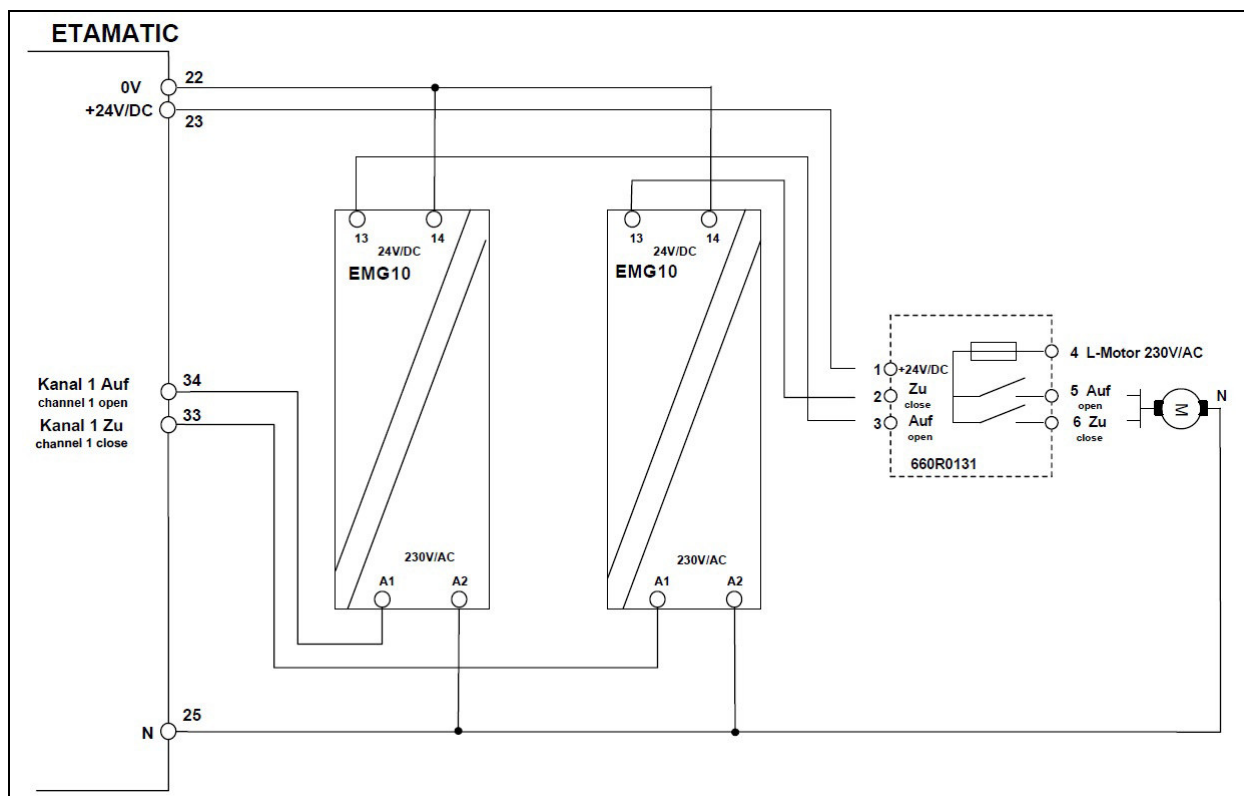 ETAMATIC
22
0V
+24V/DC
23
13
14
24V/DC
EMG10
13
14
24V/DC
EMG10
Kanal 1 Auf
channel 1 open
34
Kanal 1 Zu
channel 1 close
33
1
+24V/DC
2
Zu
close
3
Auf
open
660R0131
4 L-Motor 230V/AC
5 Auf
open
6 Zu
close
M
N
230V/AC
A1
A2
230V/AC
A1
A2
25
N